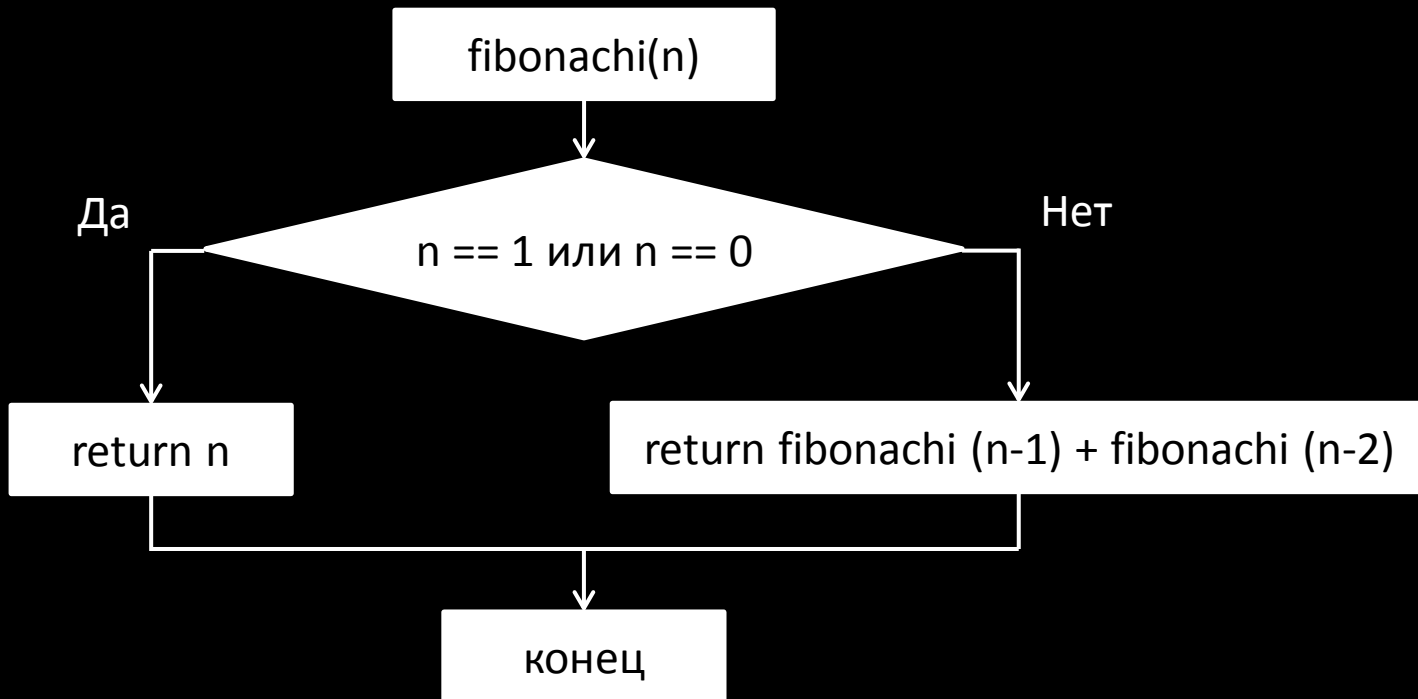 fibonachi(n)
Да
Нет
n == 1 или n == 0
return n
return fibonachi (n-1) + fibonachi (n-2)
конец